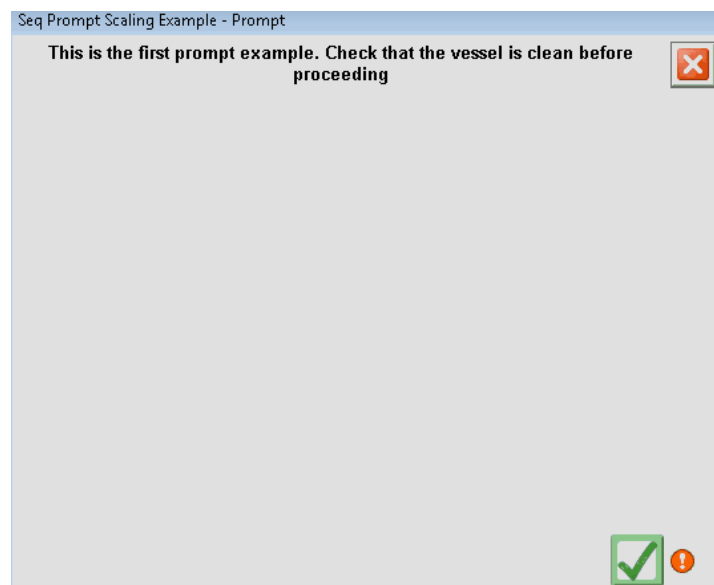 Seq Prompt Scaling Example - Prompt
This is the first prompt example. Check that the vessel is clean before
proceeding